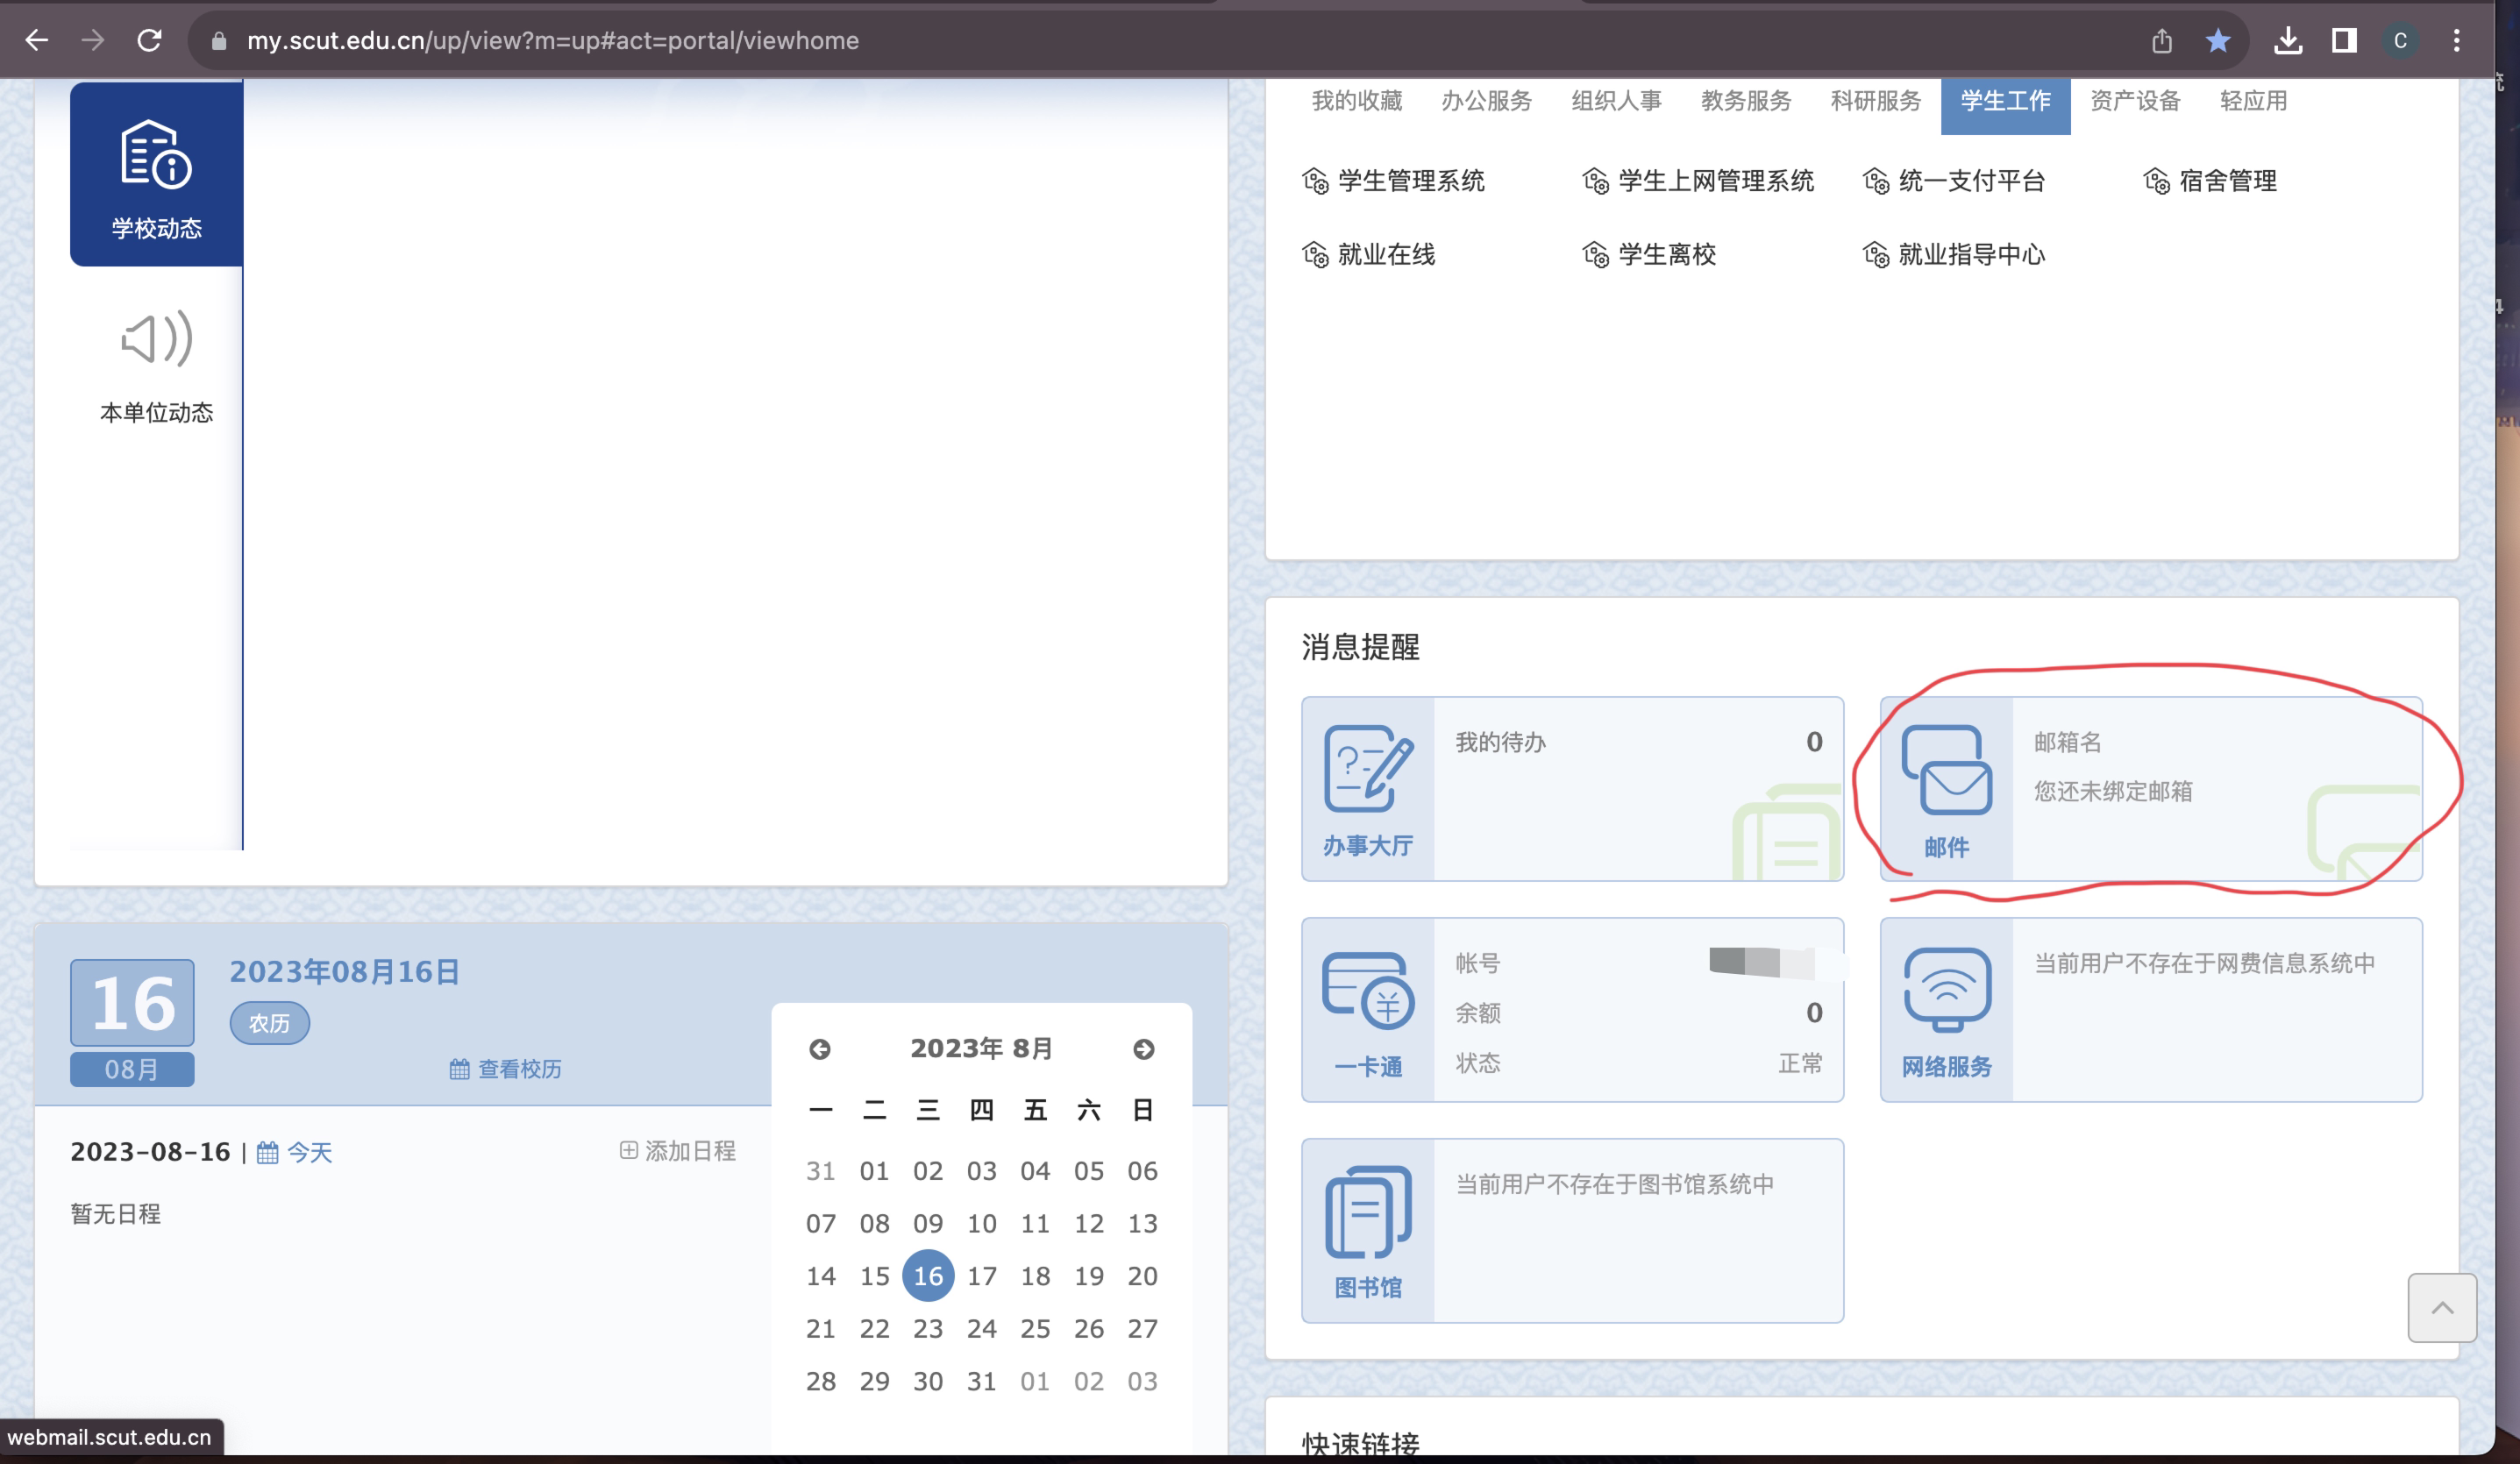 my.scut.edu.cn/up/view?m=up#act=portal/viewhome
C
学校动态
本单位动态
我的收藏 办公服务 组织人事 教务服务 科研服务 学生工作 资产设备 轻应用
学生管理系统 学生上网管理系统 统一支付平台 宿舍管理
就业在线 学生离校 就业指导中心
消息提醒
办事大厅
我的待办 0
邮件
邮箱名
您还未绑定邮箱
一卡通
帐号
余额 0
状态 正常
网络服务
当前用户不存在于网费信息系统中
图书馆
当前用户不存在于图书馆系统中
快速链接
16
08月
2023年08月16日
农历
查看校历
2023-08-16 | 今天
添加日程
暂无日程
2023年 8月
一 二 三 四 五 六 日
31 01 02 03 04 05 06
07 08 09 10 11 12 13
14 15 16 17 18 19 20
21 22 23 24 25 26 27
28 29 30 31 01 02 03
webmail.scut.edu.cn